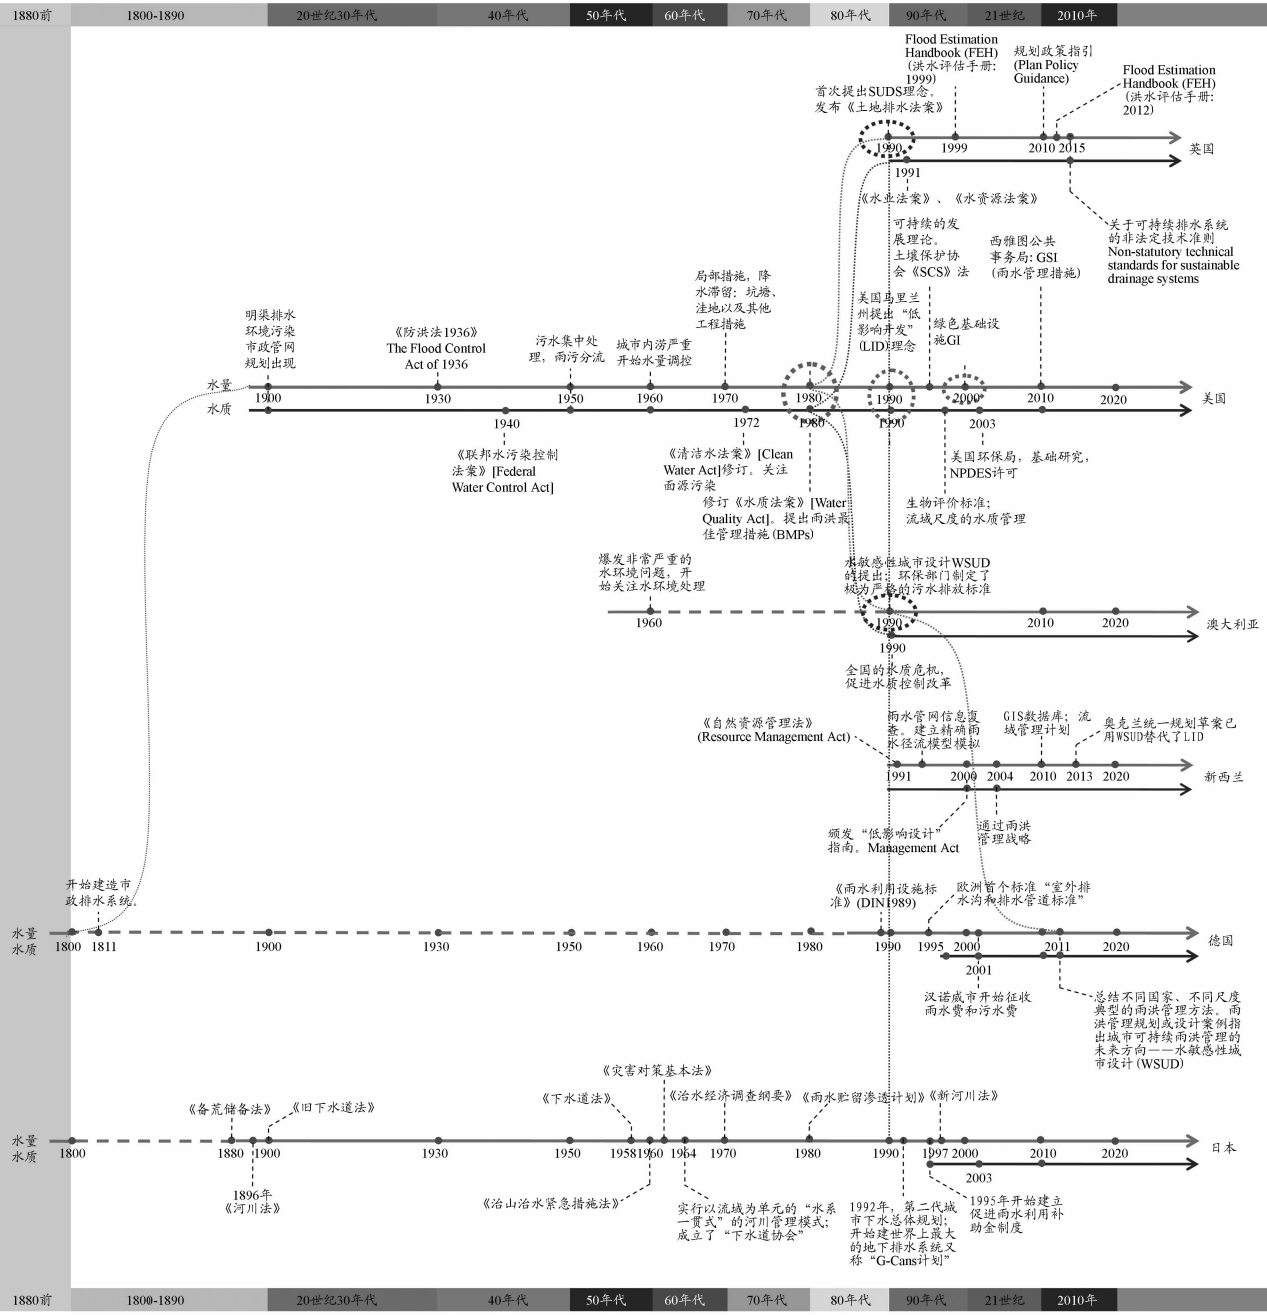 1880前
1800-1890
20世纪30年代
40年代
50年代
60年代
70年代
80年代
90年代
21世纪
2010年
Flood Estimation
Handbook (FEH)
(洪水评估手册:
1999)
规划政策指引
(Plan Policy
Guidance)
Flood Estimation
Handbook (FEH)
(洪水评估手册:
2012)
首次提出SUDS理念。
发布《土地排水法案》
1990
1999
2010
2015
英国
1991
《水业法案》、《水资源法案》
关于可持续排水系统
的非法定技术准则
Non-statutory technical
standards for sustainable
drainage systems
可持续的发
展理论。
土壤保护协
会《SCS》法
西雅图公共
事务局: GSI
(雨水管理措施)
局部措施，降
水滞留：坑塘、
洼地以及其他
工程措施
美国马里兰
州提出“低
影响开发”
(LID)理念
绿色基础设
施GI
明渠排水
环境污染
市政管网
规划出现
《防洪法1936》
The Flood Control
Act of 1936
污水集中处
理，雨污分流
城市内涝严重
开始水量调控
水量
水质
1900
1930
1950
1960
1970
1980
1990
2000
2010
2020
美国
1940
1972
1980
1990
2003
《联邦水污染控制
法案》[Federal
Water Control Act]
《清洁水法案》[Clean
Water Act]修订。关注
面源污染
修订《水质法案》[Water
Quality Act]。提出雨洪最
佳管理措施(BMPs)
美国环保局，基础研究，
NPDES许可
生物评价标准；
流域尺度的水质管理
爆发非常严重的
水环境问题，开
始关注水环境处理
水敏感性城市设计WSUD
的提出；环保部门制定了
极为严格的污水排放标准
1960
1990
2010
2020
澳大利亚
1990
全国的水质危机，
促进水质控制改革
《自然资源管理法》
(Resource Management Act)
雨水管网信息复
查。建立精确雨
水径流模型模拟
GIS数据库；流
域管理计划
奥克兰统一规划草案已
用WSUD替代了LID
1991
2000
2004
2010
2013
2020
新西兰
颁发“低影响设计”
指南。Management Act
通过雨洪
管理战略
开始建造市
政排水系统。
《雨水利用设施标
准》(DIN1989)
欧洲首个标准“室外排
水沟和排水管道标准”
水量
水质
1800
1811
1900
1930
1950
1960
1970
1980
1990
1995
2000
2011
2020
德国
2001
汉诺威市开始征收
雨水费和污水费
总结不同国家、不同尺度
典型的雨洪管理方法。雨
洪管理规划或设计案例指
出城市可持续雨洪管理的
未来方向——水敏感性城
市设计(WSUD)
《灾害对策基本法》
《备荒储备法》
《旧下水道法》
《下水道法》
《治水经济调查纲要》
《雨水贮留渗透计划》
《新河川法》
水量
水质
1800
1880
1900
1930
1950
1958
1960
1964
1970
1980
1990
1997
2000
2010
2020
日本
2003
1896年
《河川法》
《治山治水紧急措施法》
实行以流域为单元的“水系
一贯式”的河川管理模式；
成立了“下水道协会”
1992年，第二代城
市下水总体规划；
开始建世界上最大
的地下排水系统又
称“G-Cans计划”
1995年开始建立
促进雨水利用补
助金制度
1880前
1800-1890
20世纪30年代
40年代
50年代
60年代
70年代
80年代
90年代
21世纪
2010年